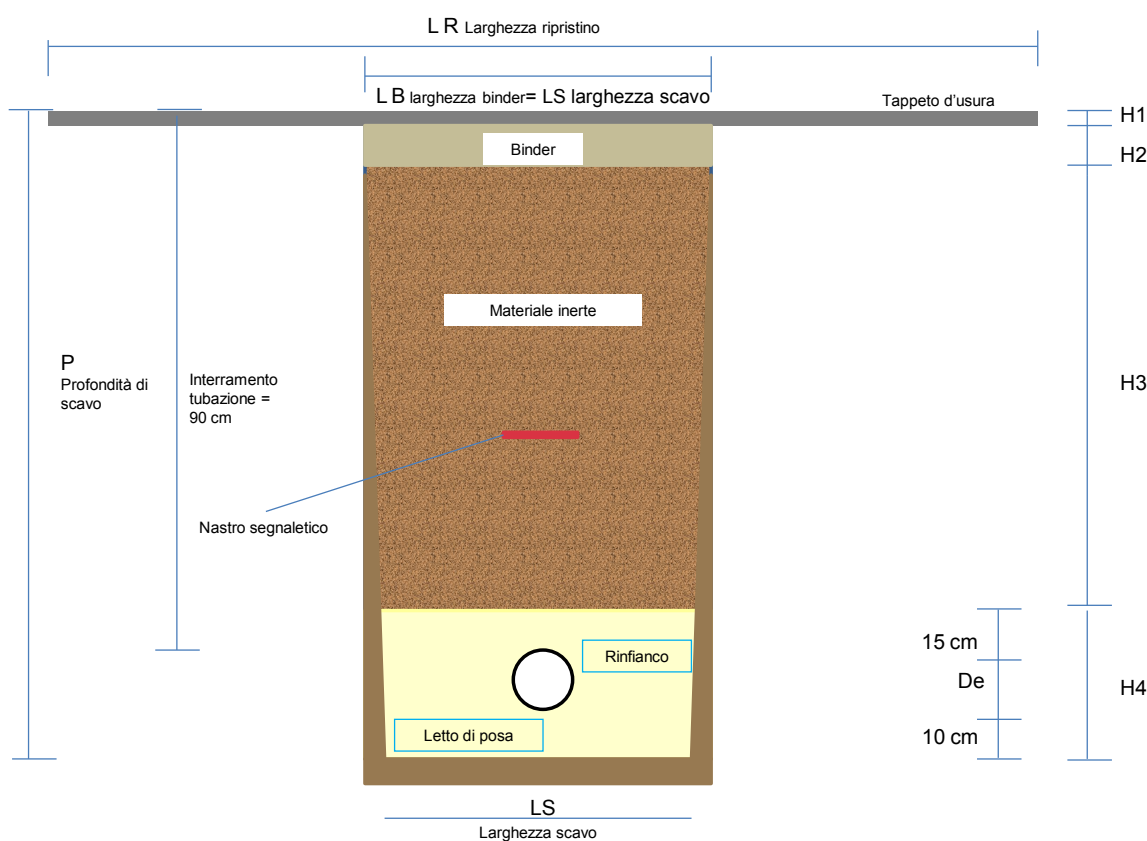 L R Larghezza ripristino
L B larghezza binder= LS larghezza scavo
Tappeto d'usura
H1
Binder
H2
Materiale inerte
P
Profondità di
scavo
Interramento
tubazione =
90 cm
H3
Nastro segnaletico
15 cm
Rinfianco
De
H4
Letto di posa
10 cm
LS
Larghezza scavo